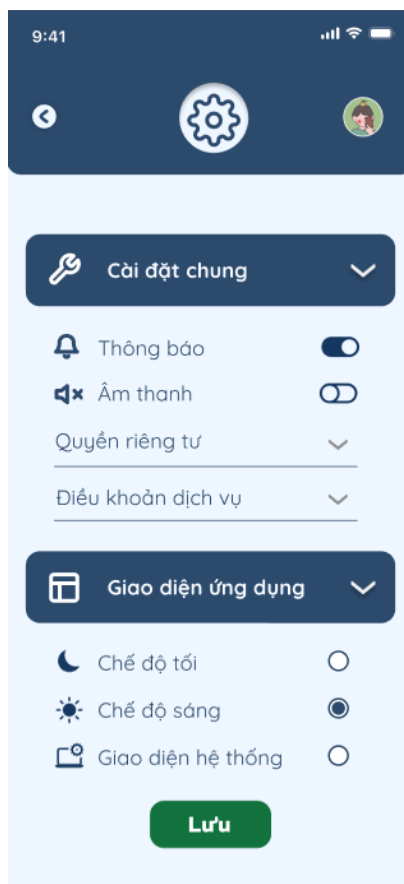 9:41
Cài đặt chung
Thông báo
Âm thanh
Quyền riêng tư
Điều khoản dịch vụ
Giao diện ứng dụng
Chế độ tối
Chế độ sáng
Giao diện hệ thống
Lưu